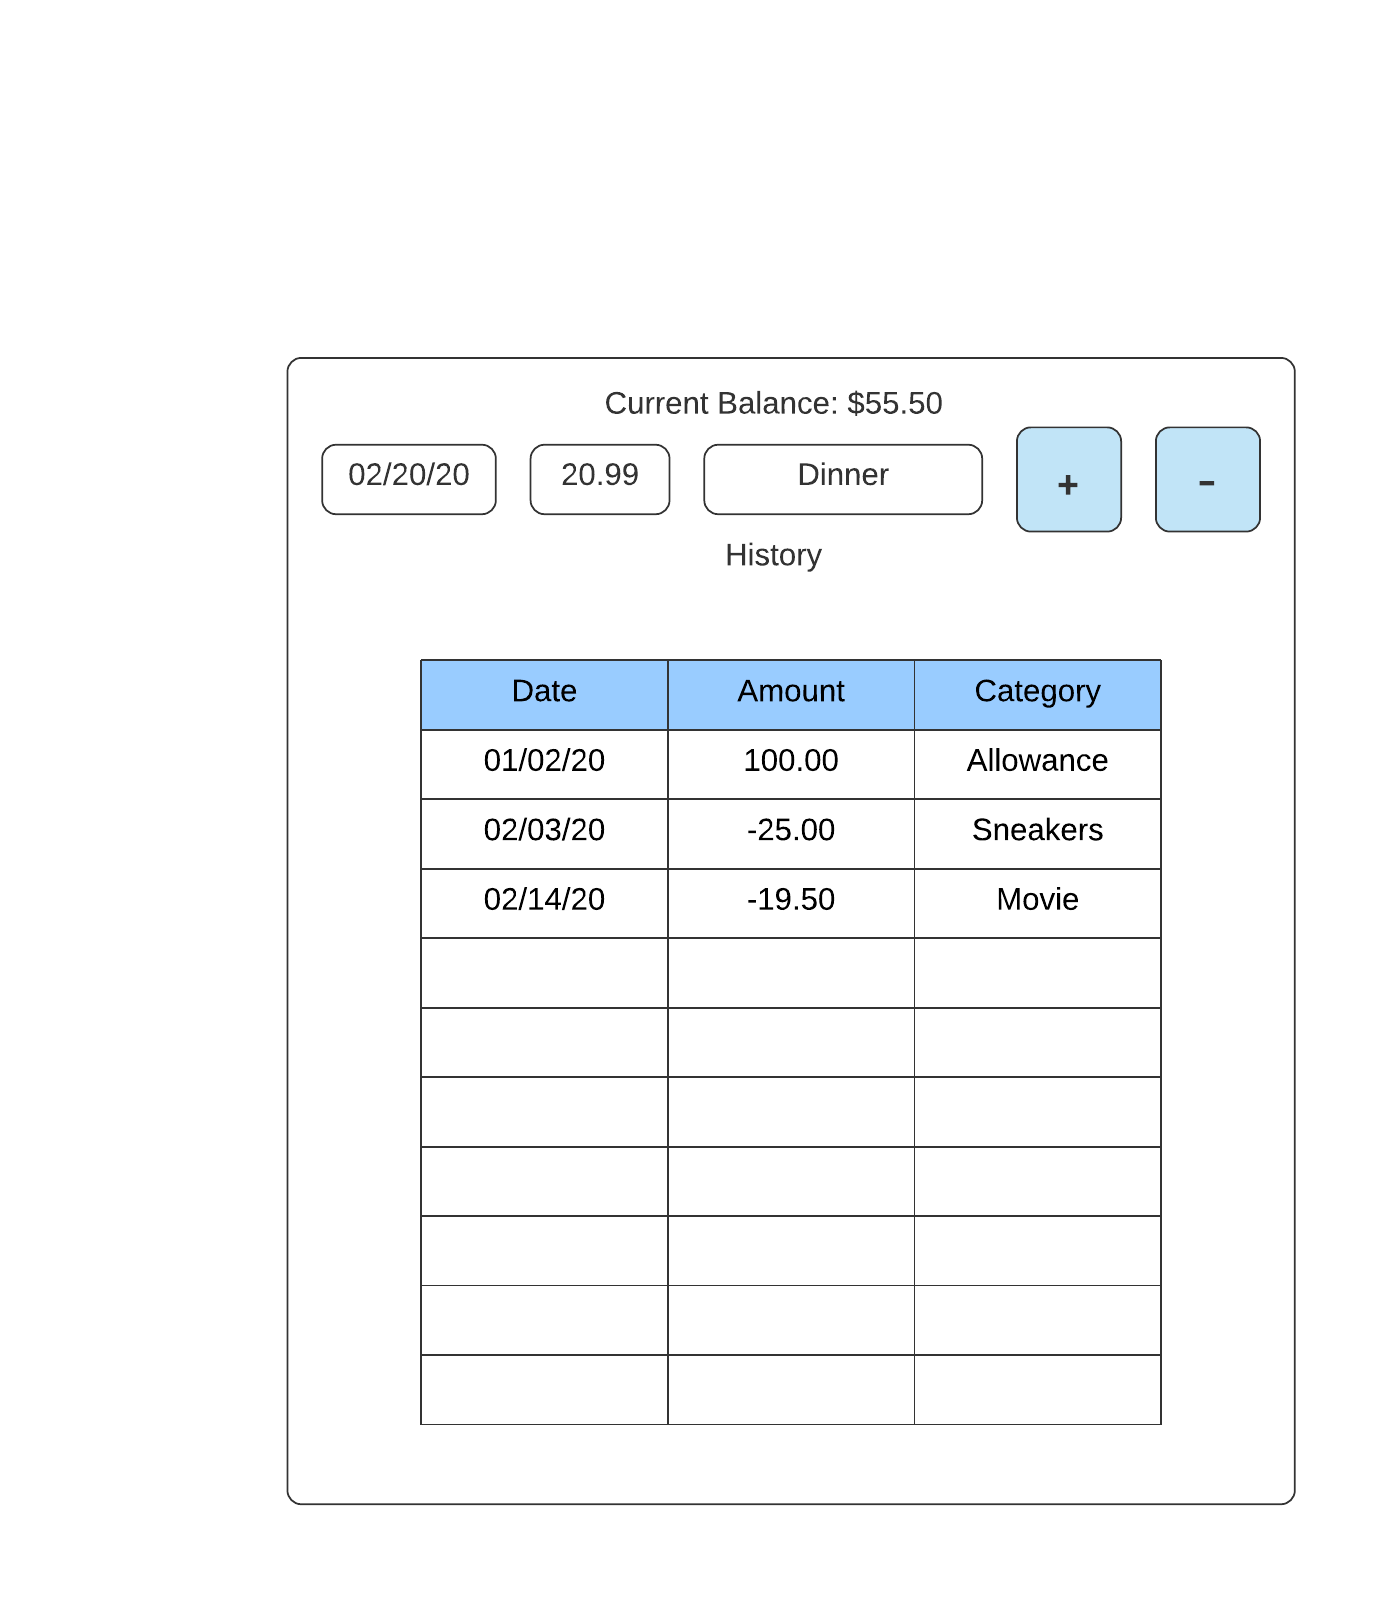 Current Balance: $55.50
02/20/20 20.99 Dinner + -
History
Date Amount Category
01/02/20 100.00 Allowance
02/03/20 -25.00 Sneakers
02/14/20 -19.50 Movie